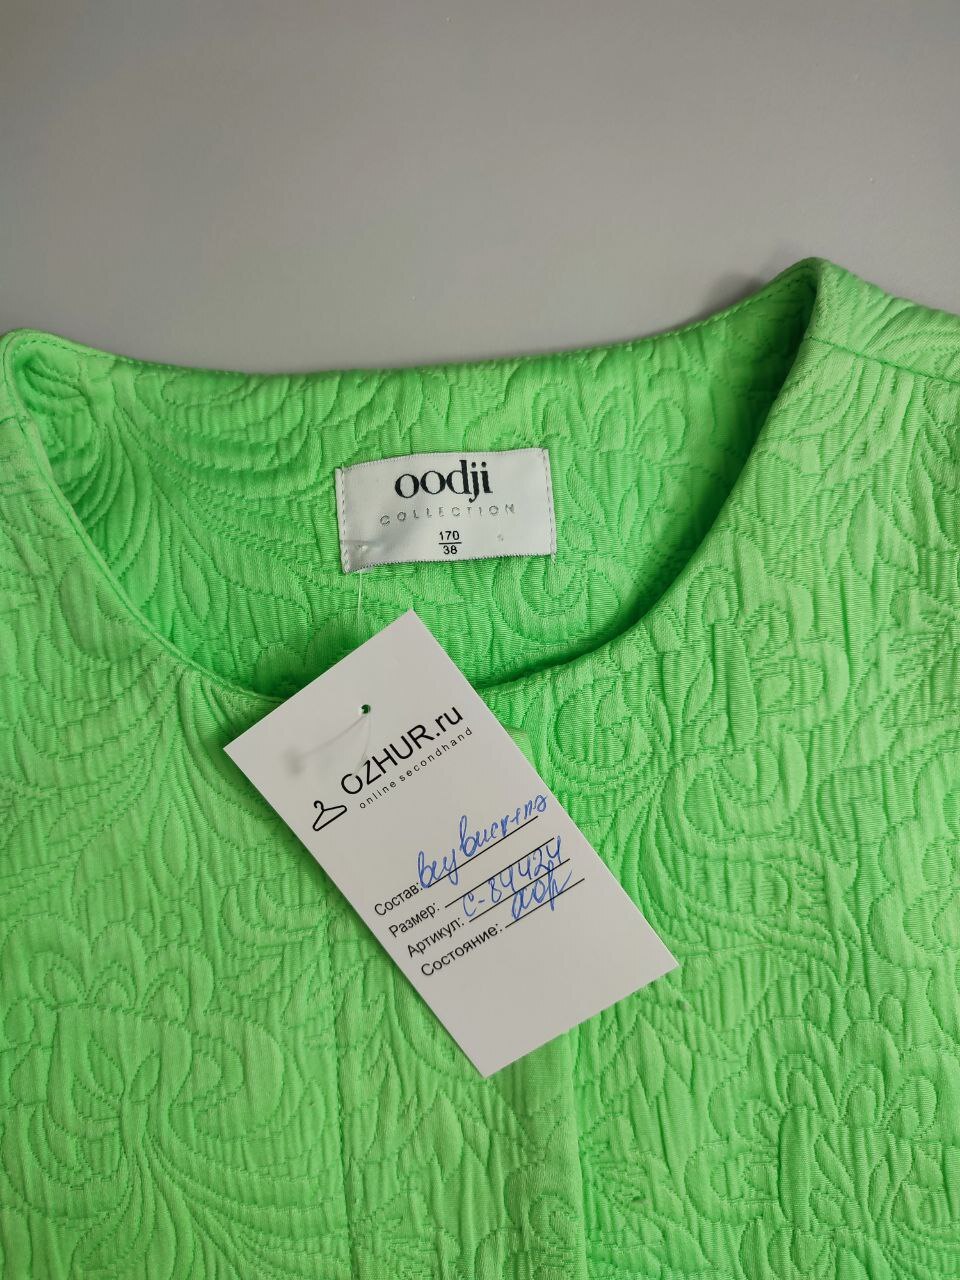 oodji
COLLECTION
170
38
OZHUR.ru
online secondhand
Состав:
Размер:
Артикул: С-84424
Состояние: